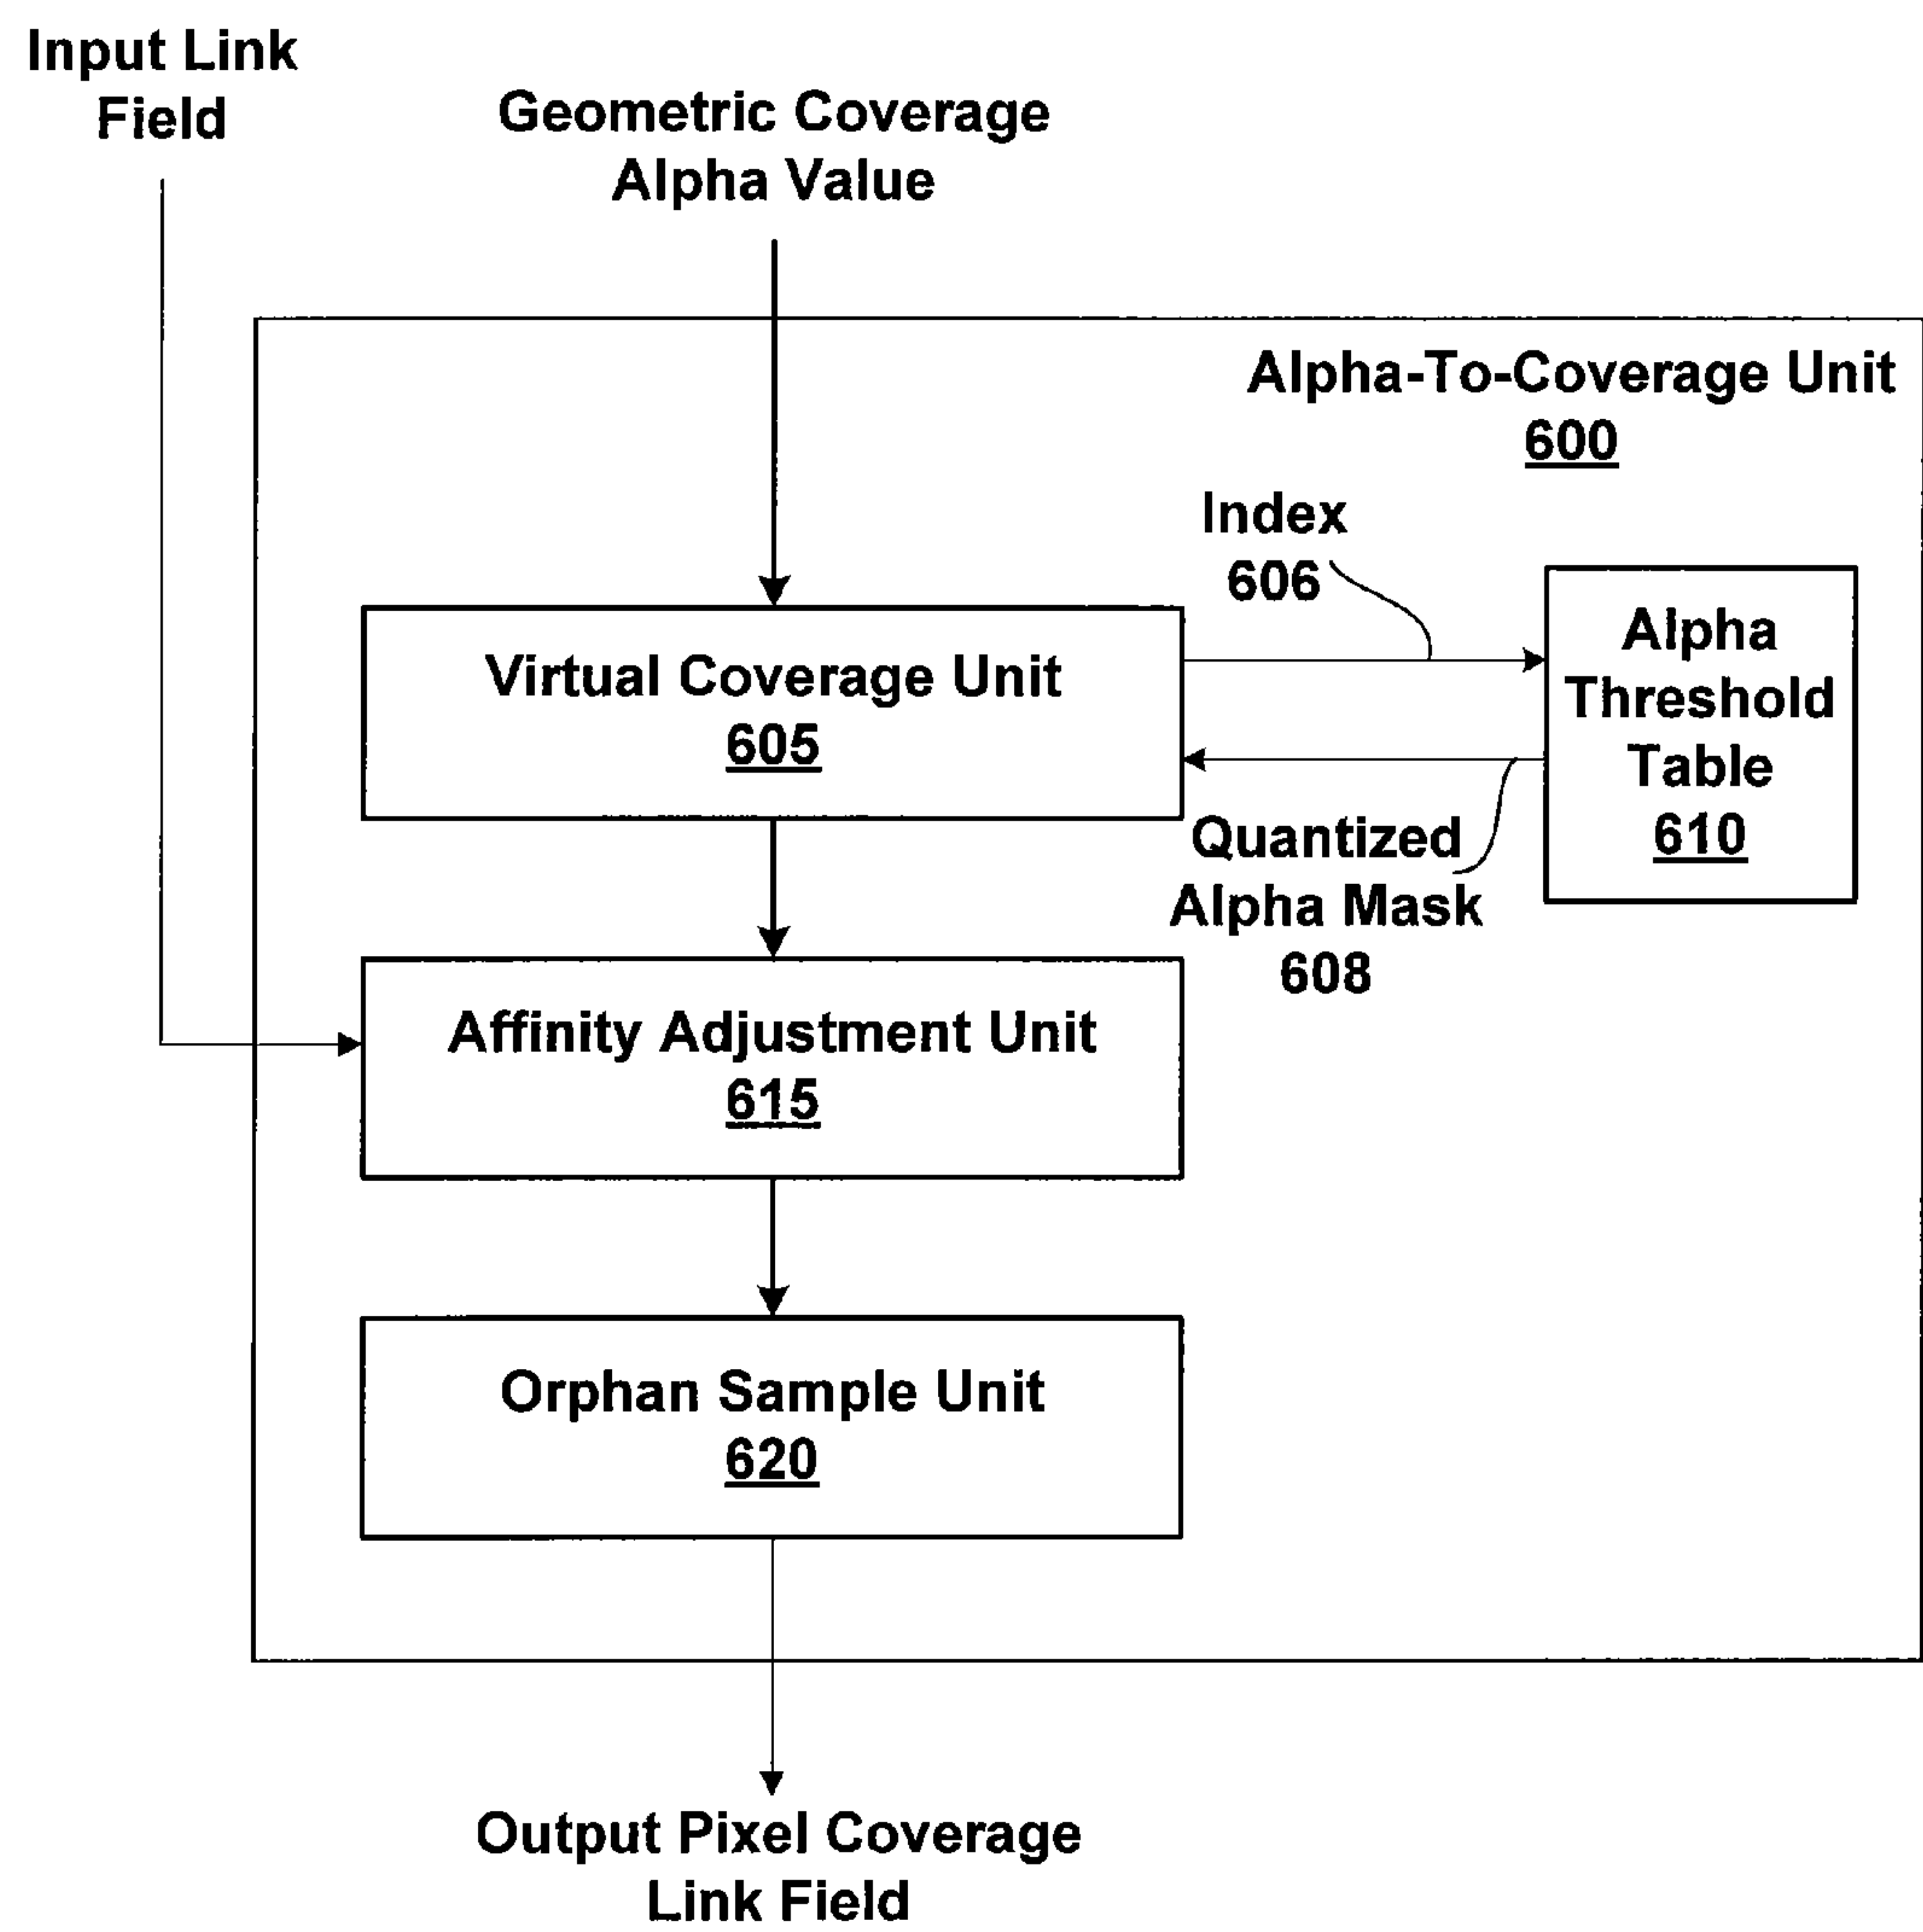 Input Link
Field
Geometric Coverage
Alpha Value
Alpha-To-Coverage Unit
600
Index
606
Virtual Coverage Unit
605
Alpha
Threshold
Table
610
Quantized
Alpha Mask
608
Affinity Adjustment Unit
615
Orphan Sample Unit
620
Output Pixel Coverage
Link Field